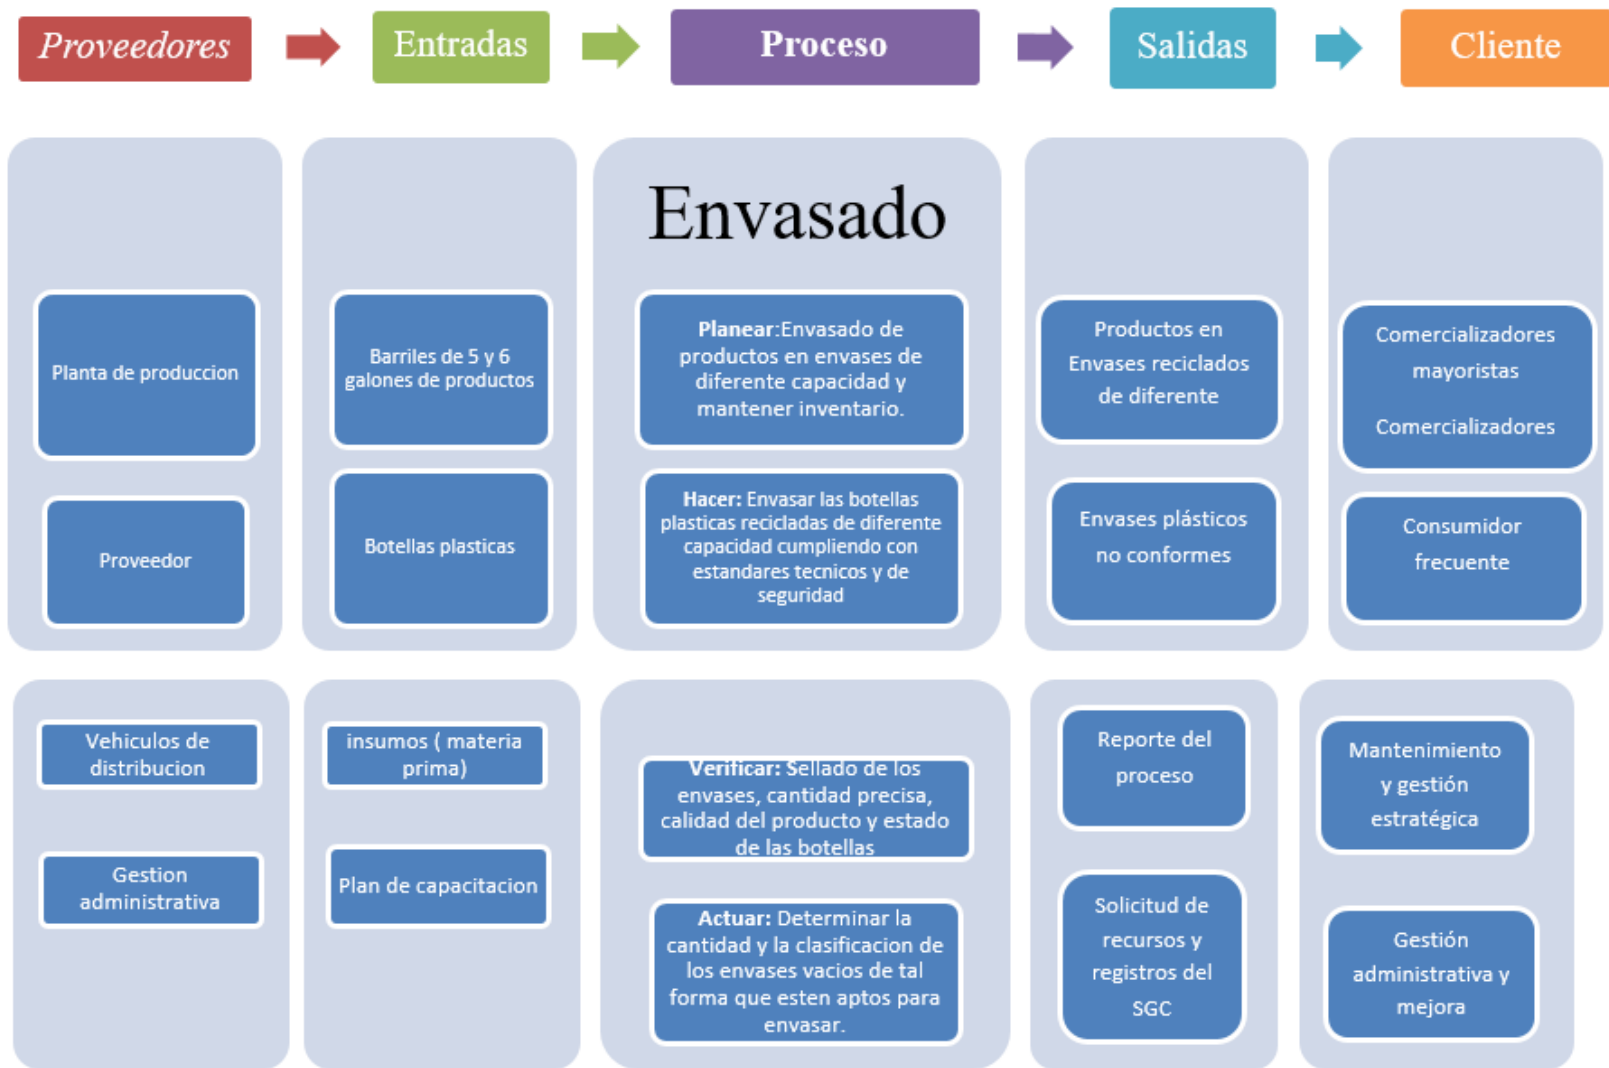 Proveedores
Entradas
Proceso
Salidas
Cliente
Planta de produccion
Proveedor
Barriles de 5 y 6
galones de productos
Botellas plasticas
Envasado
Planear:Envasado de
productos en envases de
diferente capacidad y
mantener inventario.
Hacer: Envasar las botellas
plasticas recicladas de diferente
capacidad cumpliendo con
estandares tecnicos y de
seguridad
Productos en
Envases reciclados
de diferente
Envases plásticos
no conformes
Comercializadores
mayoristas
Comercializadores
Consumidor
frecuente
Vehiculos de
distribucion
Gestion
administrativa
insumos ( materia
prima)
Plan de capacitacion
Verificar: Sellado de los
envases, cantidad precisa,
calidad del producto y estado
de las botellas
Actuar: Determinar la
cantidad y la clasificacion de
los envases vacios de tal
forma que esten aptos para
envasar.
Reporte del
proceso
Solicitud de
recursos y
registros del
SGC
Mantenimiento
y gestión
estratégica
Gestión
administrativa y
mejora